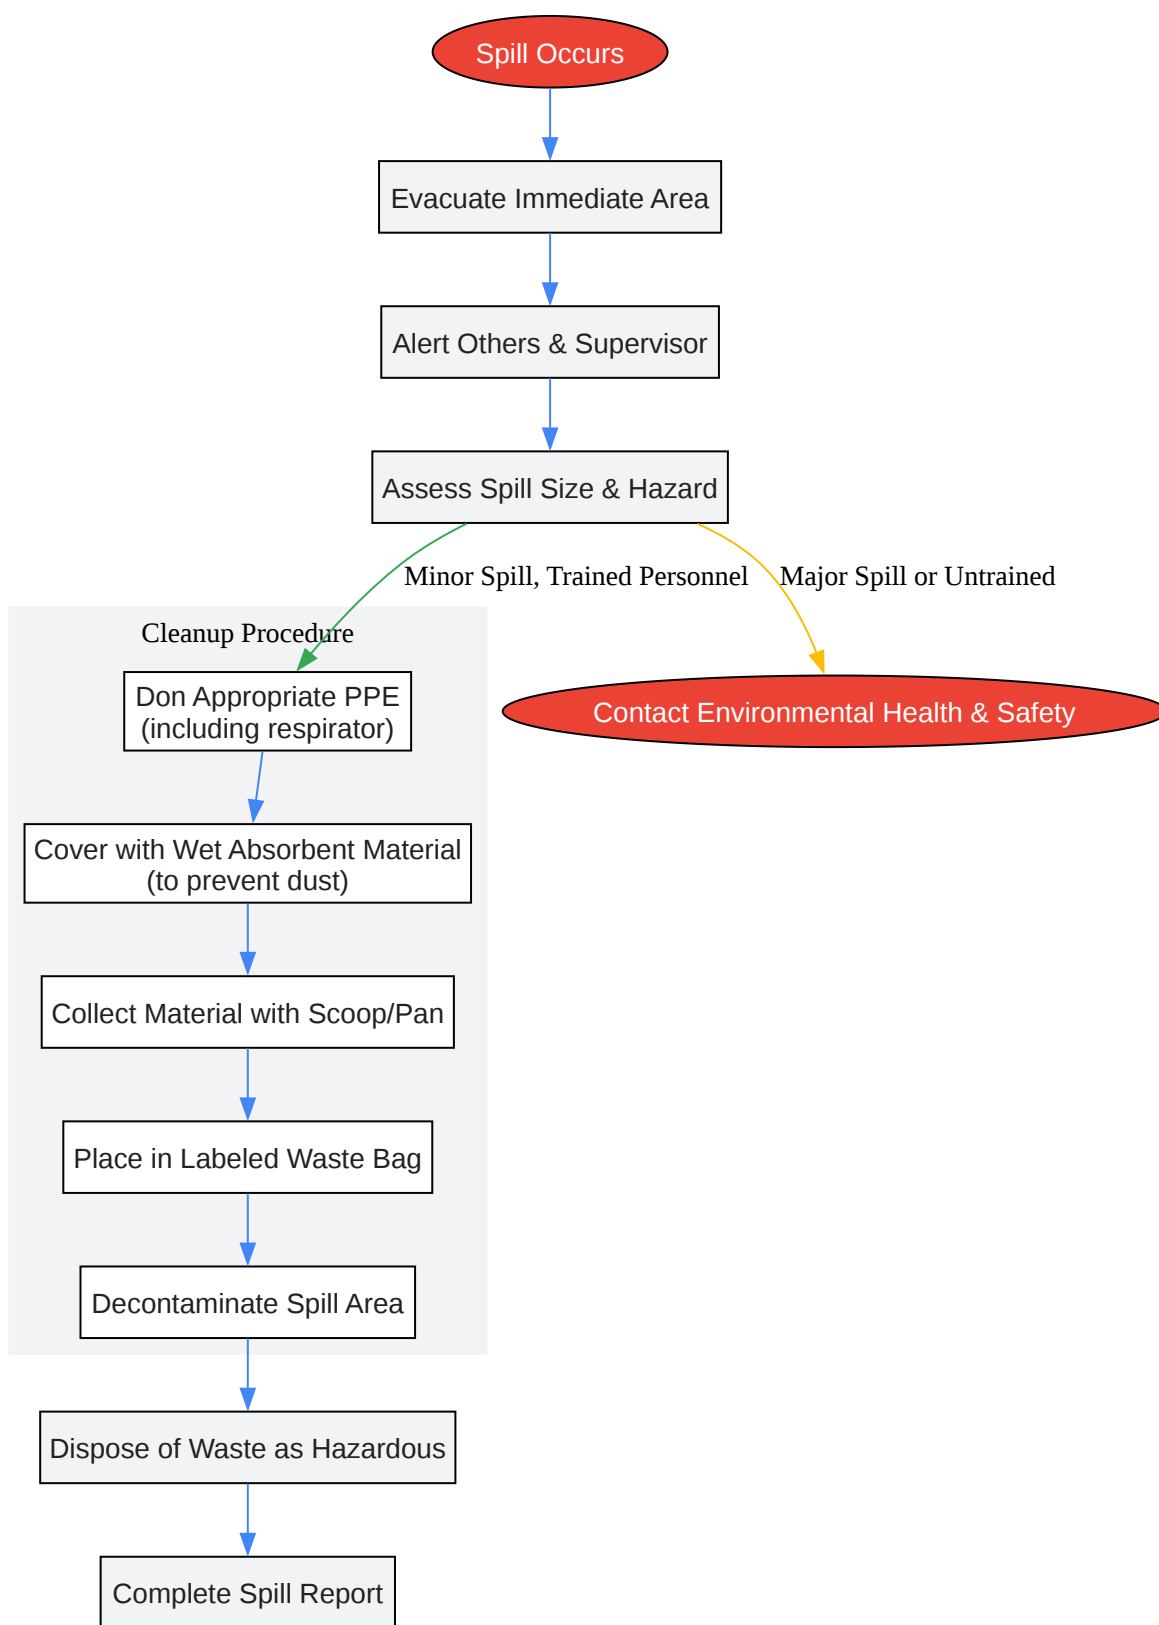 Spill Occurs
Evacuate Immediate Area
Alert Others & Supervisor
Assess Spill Size & Hazard
Minor Spill, Trained Personnel
Major Spill or Untrained
Cleanup Procedure
Don Appropriate PPE
(including respirator)
Contact Environmental Health & Safety
Cover with Wet Absorbent Material
(to prevent dust)
Collect Material with Scoop/Pan
Place in Labeled Waste Bag
Decontaminate Spill Area
Dispose of Waste as Hazardous
Complete Spill Report